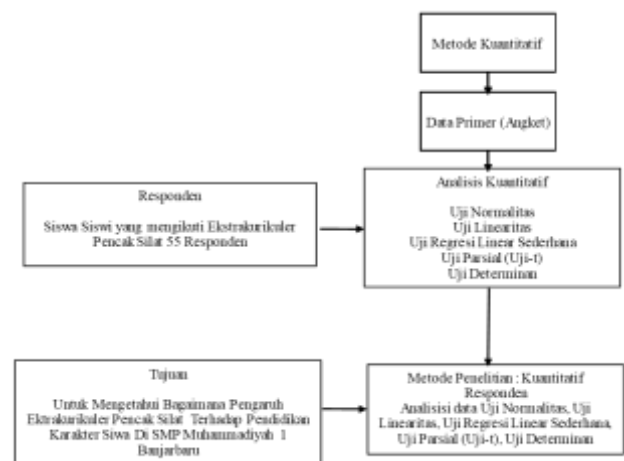 Metode Kuantitatif
Data Primer (Angket)
Responden
Siswa Siswi yang mengikuti Ekstrakurikuler
Pencak Silat 55 Responden
Analisis Kuantitatif
Uji Normalitas
Uji Linearitas
Uji Regresi Linear Sederhana
Uji Parsial (Uji-t)
Uji Determinan
Tujuan
Untuk Mengetahui Bagaimana Pengaruh
Ektrakurikuler Pencak Silat Terhadap Pendidikan
Karakter Siwa Di SMP Muhammadiyah 1
Banjarbaru
Metode Penelitian : Kuantitatif
Responden
Analisisi data Uji Normalitas, Uji
Linearitas, Uji Regresi Linear Sederhana,
Uji Parsial (Uji-t), Uji Determinan